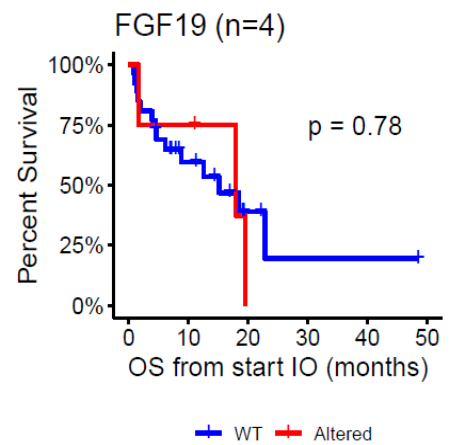 FGF19 (n=4)
100%
75%
50%
25%
0%
Percent Survival
p = 0.78
0 10 20 30 40 50
OS from start IO (months)
WT Altered